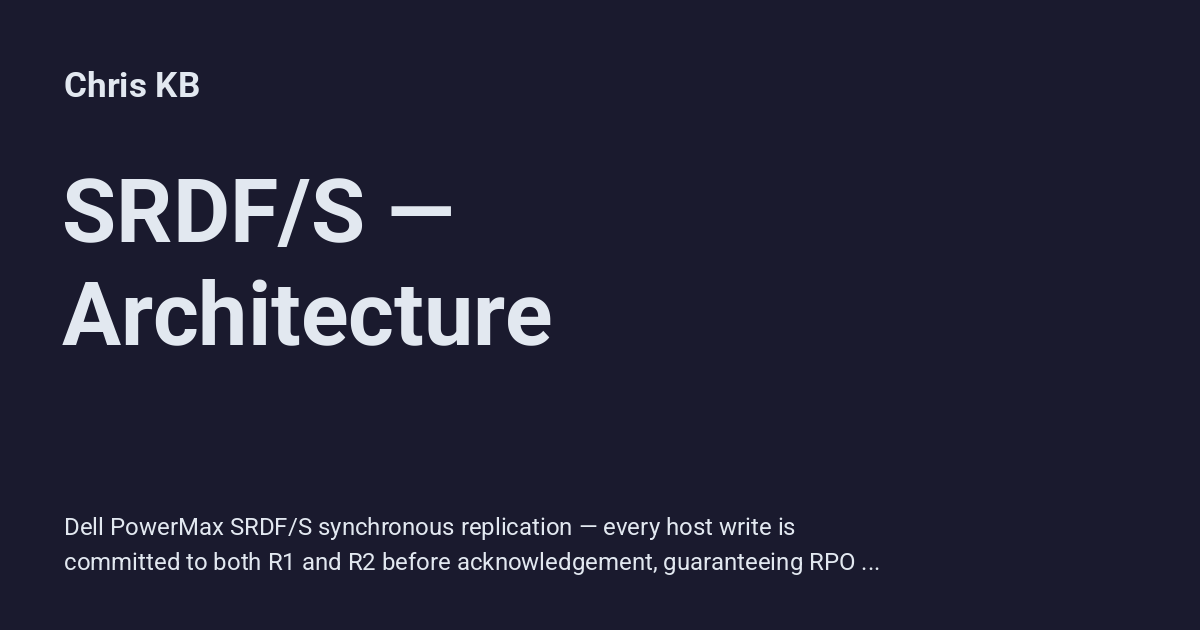 Chris KB
SRDF/S —
Architecture
Dell PowerMax SRDF/S synchronous replication — every host write is
committed to both R1 and R2 before acknowledgement, guaranteeing RPO ...